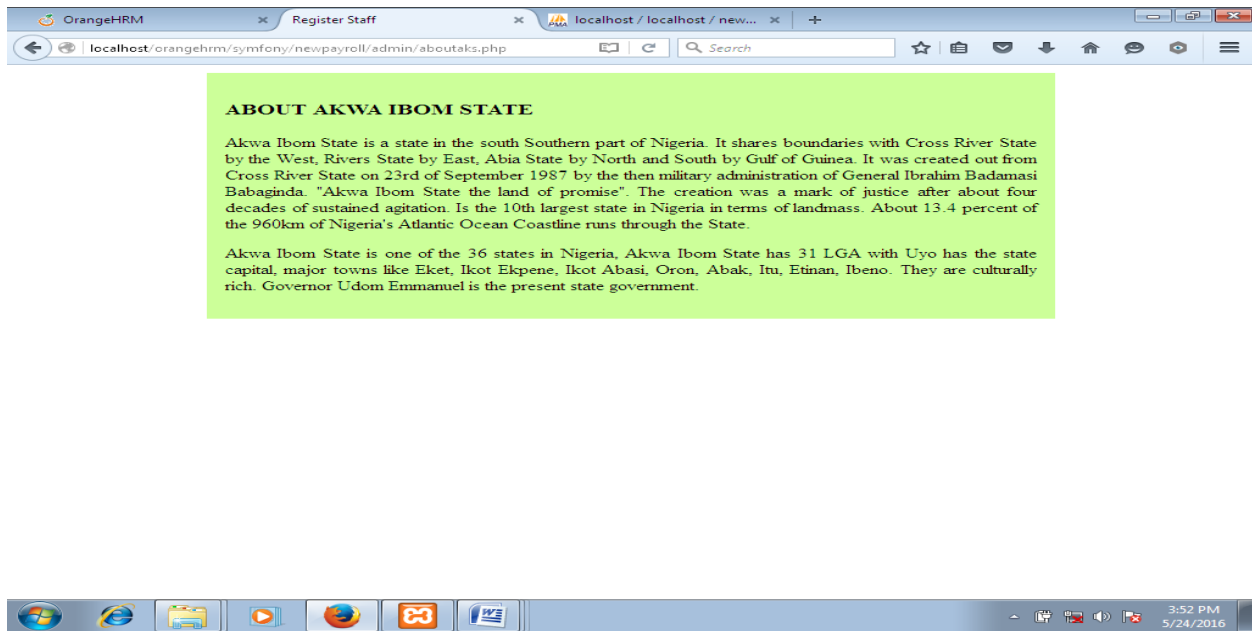 OrangeHRM
Register Staff
localhost / localhost / new...
localhost/orangehrm/symfony/newpayroll/admin/aboutaks.php
Search
ABOUT AKWA IBOM STATE
Akwa Ibom State is a state in the south Southern part of Nigeria. It shares boundaries with Cross River State
by the West, Rivers State by East, Abia State by North and South by Gulf of Guinea. It was created out from
Cross River State on 23rd of September 1987 by the then military administration of General Ibrahim Badamasi
Babaginda. "Akwa Ibom State the land of promise". The creation was a mark of justice after about four
decades of sustained agitation. Is the 10th largest state in Nigeria in terms of landmass. About 13.4 percent of
the 960km of Nigeria's Atlantic Ocean Coastline runs through the State.
Akwa Ibom State is one of the 36 states in Nigeria, Akwa Ibom State has 31 LGA with Uyo has the state
capital, major towns like Eket, Ikot Ekpene, Ikot Abasi, Oron, Abak, Itu, Etinan, Ibeno. They are culturally
rich. Governor Udom Emmanuel is the present state government.
3:52 PM
5/24/2016